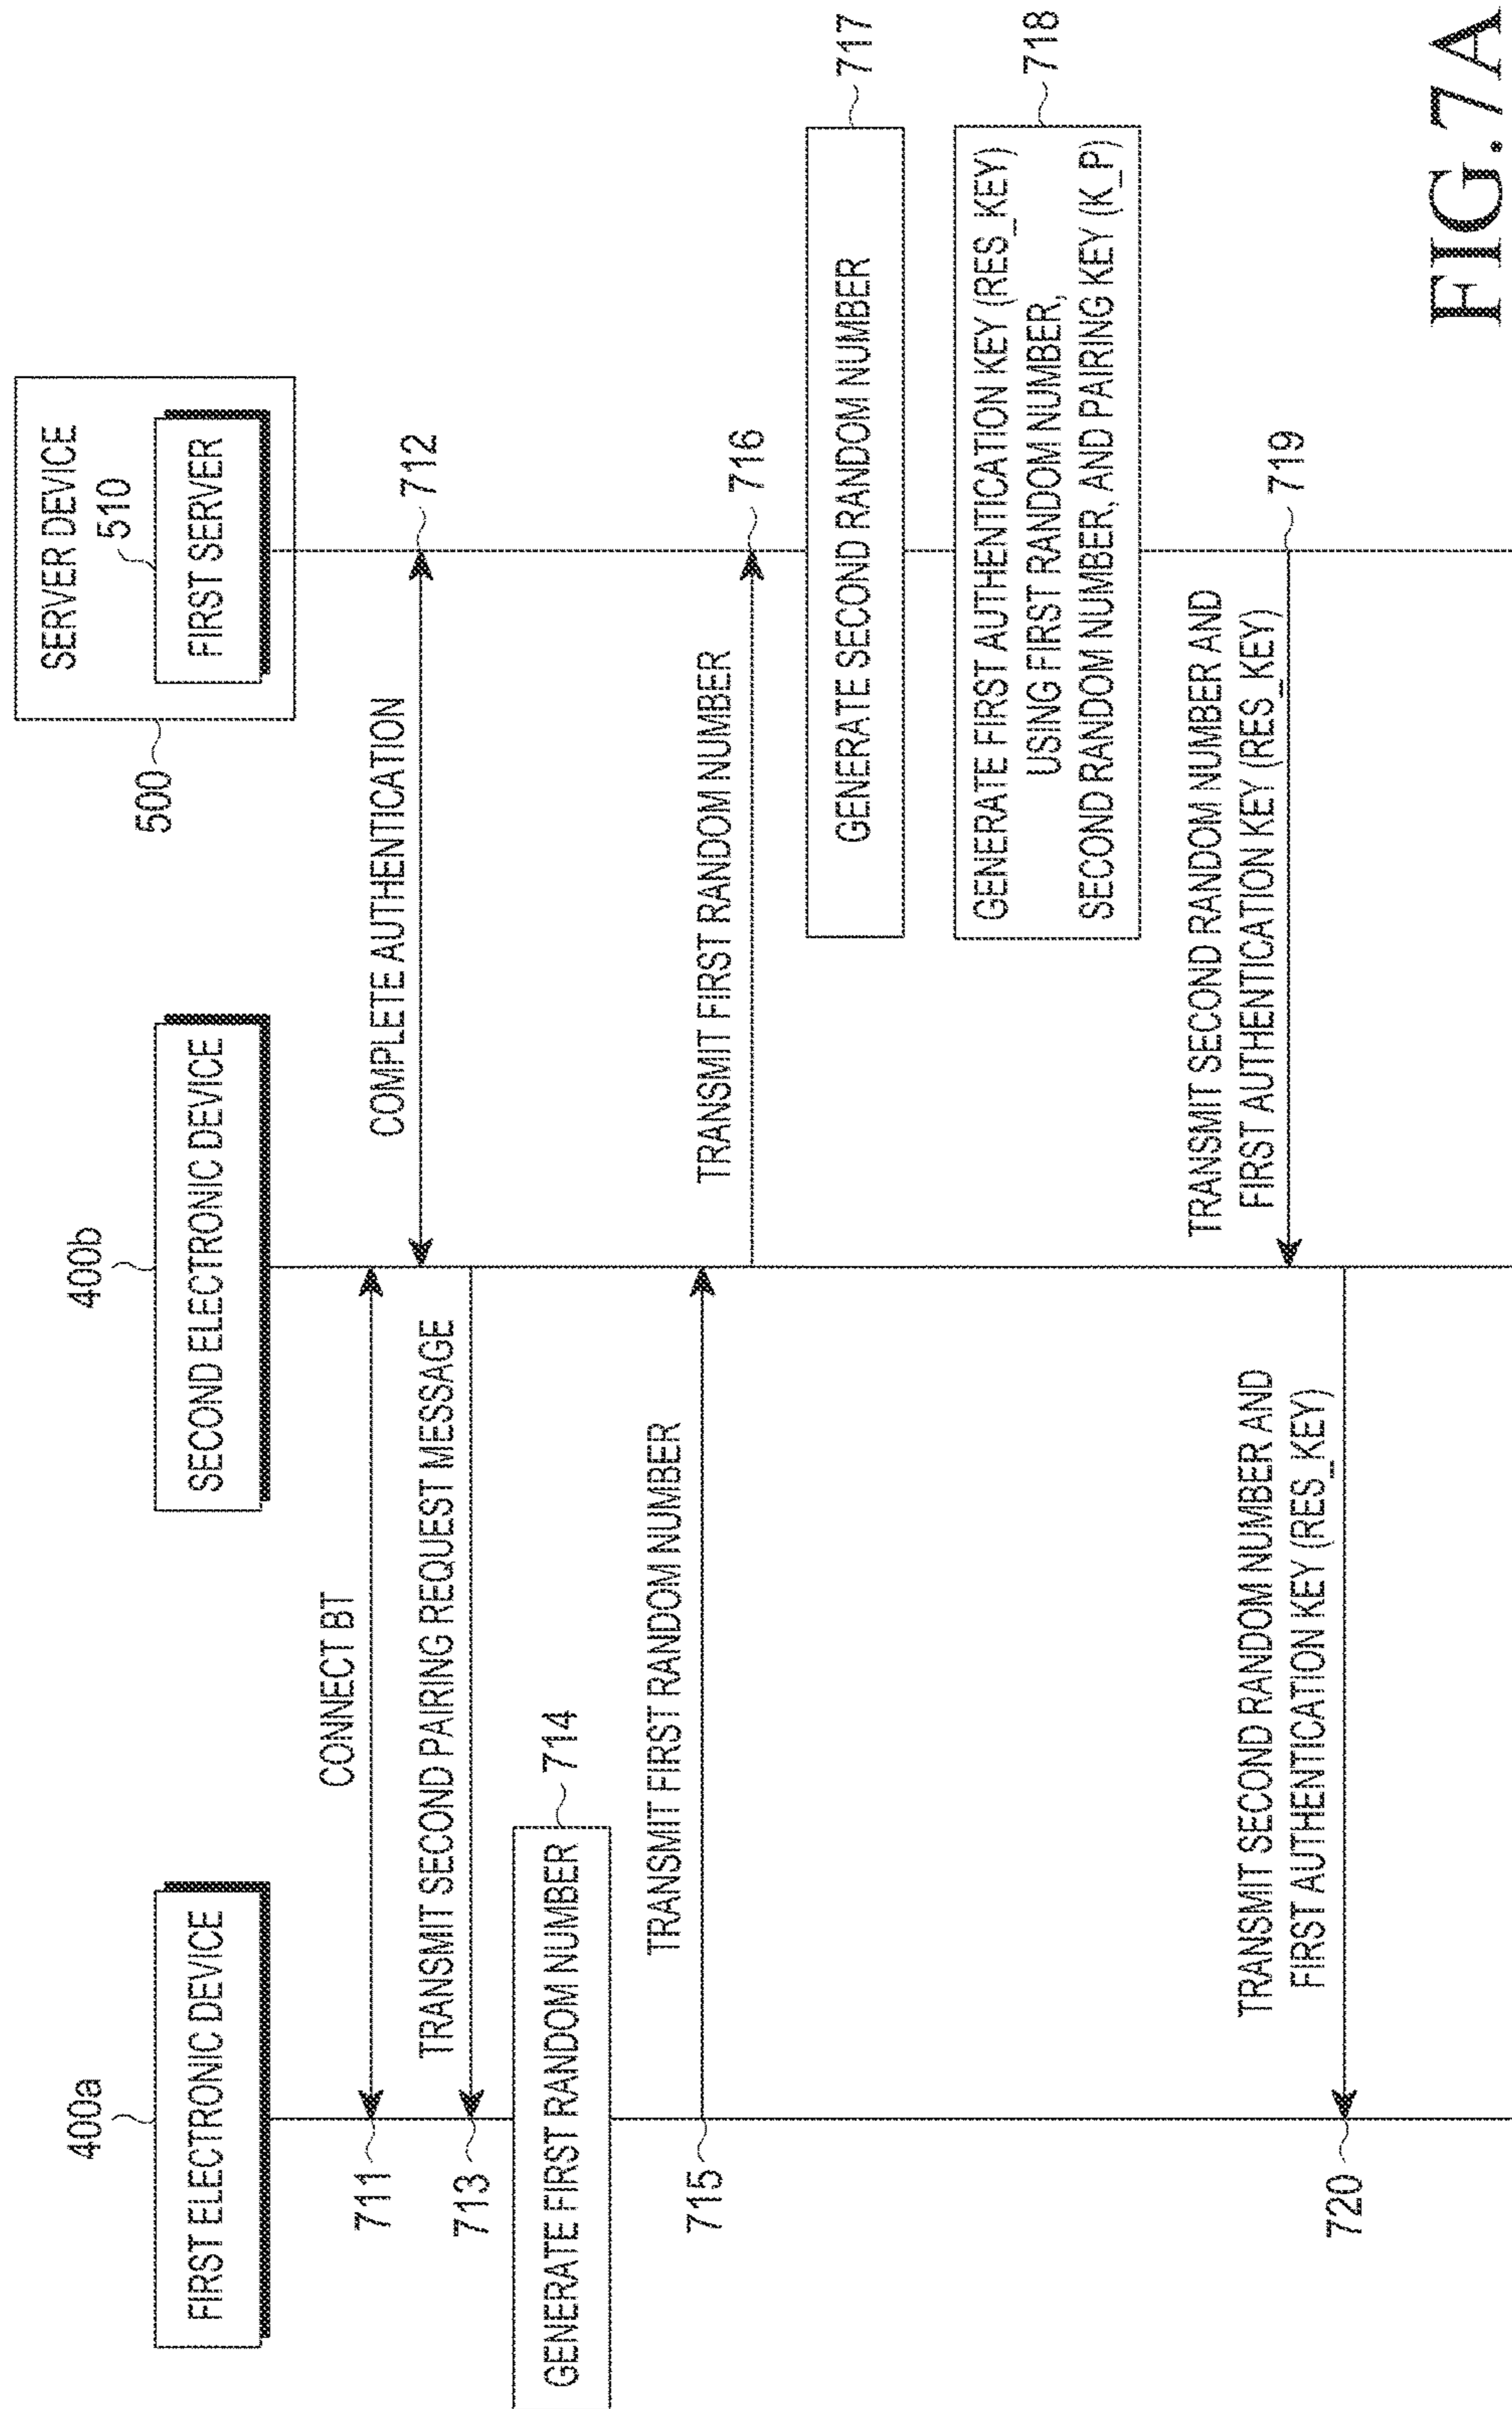 400a
FIRST ELECTRONIC DEVICE
400b
SECOND ELECTRONIC DEVICE
500
SERVER DEVICE
510
FIRST SERVER
CONNECT BT
711
COMPLETE AUTHENTICATION
712
TRANSMIT SECOND PAIRING REQUEST MESSAGE
713
GENERATE FIRST RANDOM NUMBER
714
TRANSMIT FIRST RANDOM NUMBER
715
TRANSMIT FIRST RANDOM NUMBER
716
GENERATE SECOND RANDOM NUMBER
717
GENERATE FIRST AUTHENTICATION KEY (RES_KEY)
USING FIRST RANDOM NUMBER,
SECOND RANDOM NUMBER, AND PAIRING KEY (K_P)
718
TRANSMIT SECOND RANDOM NUMBER AND
FIRST AUTHENTICATION KEY (RES_KEY)
719
TRANSMIT SECOND RANDOM NUMBER AND
FIRST AUTHENTICATION KEY (RES_KEY)
720
FIG.7A